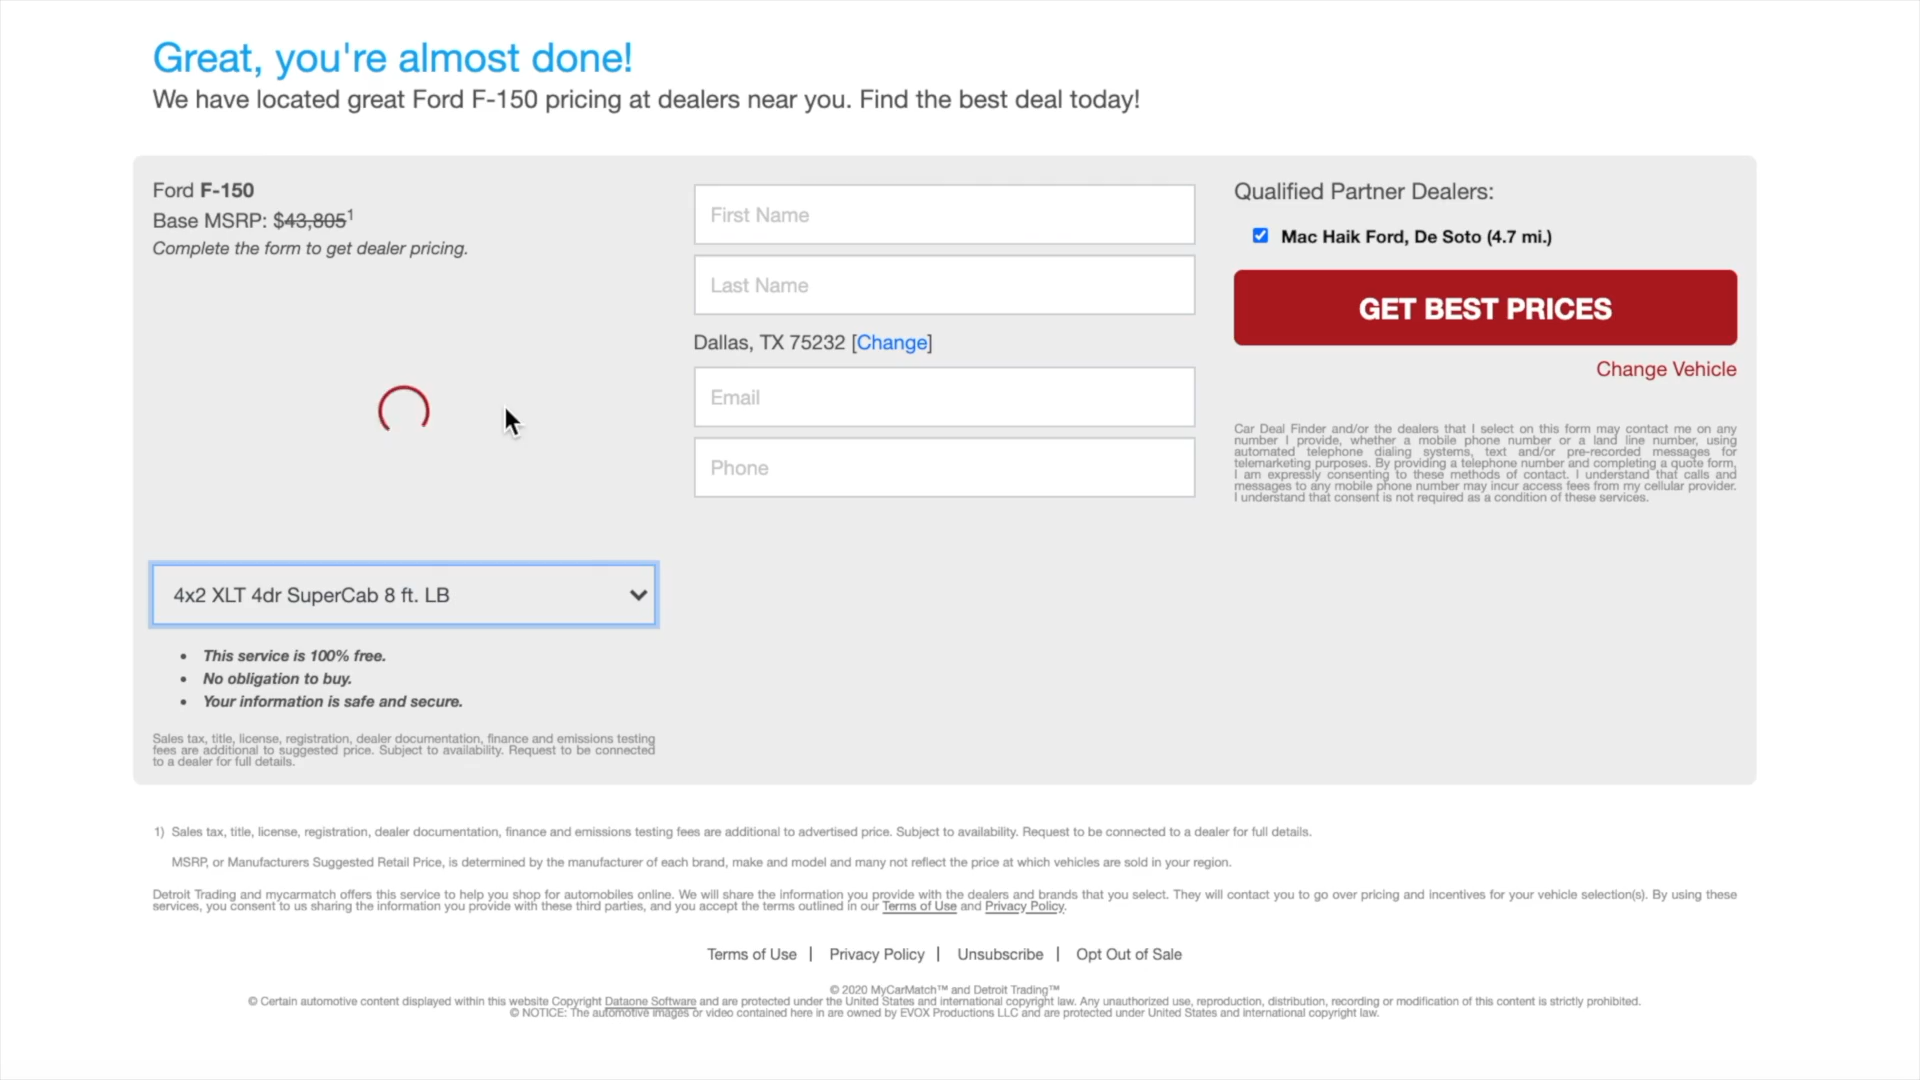 Great, you're almost done!
We have located great Ford F-150 pricing at dealers near you. Find the best deal today!
Ford F-150
Base MSRP: $43,805¹
Complete the form to get dealer pricing.
4x2 XLT 4dr SuperCab 8 ft. LB
• This service is 100% free.
• No obligation to buy.
• Your information is safe and secure.
Sales tax, title, license, registration, dealer documentation, finance and emissions testing
fees are additional to suggested price. Subject to availability. Request to be connected
to a dealer for full details.
First Name
Last Name
Dallas, TX 75232 [Change]
Email
Phone
Qualified Partner Dealers:
Mac Haik Ford, De Soto (4.7 mi.)
GET BEST PRICES
Change Vehicle
Car Deal Finder and/or the dealers that I select on this form may contact me on any
number I provide, whether a mobile phone number or a land line number, using
automated telephone dialing systems, text and/or pre-recorded messages for
telemarketing purposes. By providing a telephone number and completing a quote form,
I am expressly consenting to these methods of contact. I understand that calls and
messages to any mobile phone number may incur access fees from my cellular provider.
I understand that consent is not required as a condition of these services.
1) Sales tax, title, license, registration, dealer documentation, finance and emissions testing fees are additional to advertised price. Subject to availability. Request to be connected to a dealer for full details.
MSRP, or Manufacturers Suggested Retail Price, is determined by the manufacturer of each brand, make and model and many not reflect the price at which vehicles are sold in your region.
Detroit Trading and mycarmatch offers this service to help you shop for automobiles online. We will share the information you provide with the dealers and brands that you select. They will contact you to go over pricing and incentives for your vehicle selection(s). By using these
services, you consent to us sharing the information you provide with these third parties, and you accept the terms outlined in our Terms of Use and Privacy Policy.
Terms of Use | Privacy Policy | Unsubscribe | Opt Out of Sale
© 2020 MyCarMatch™ and Detroit Trading™
© Certain automotive content displayed within this website Copyright Dataone Software and are protected under the United States and international copyright law. Any unauthorized use, reproduction, distribution, recording or modification of this content is strictly prohibited.
© NOTICE: The automotive images or video contained here in are owned by EVOX Productions LLC and are protected under United States and international copyright law.